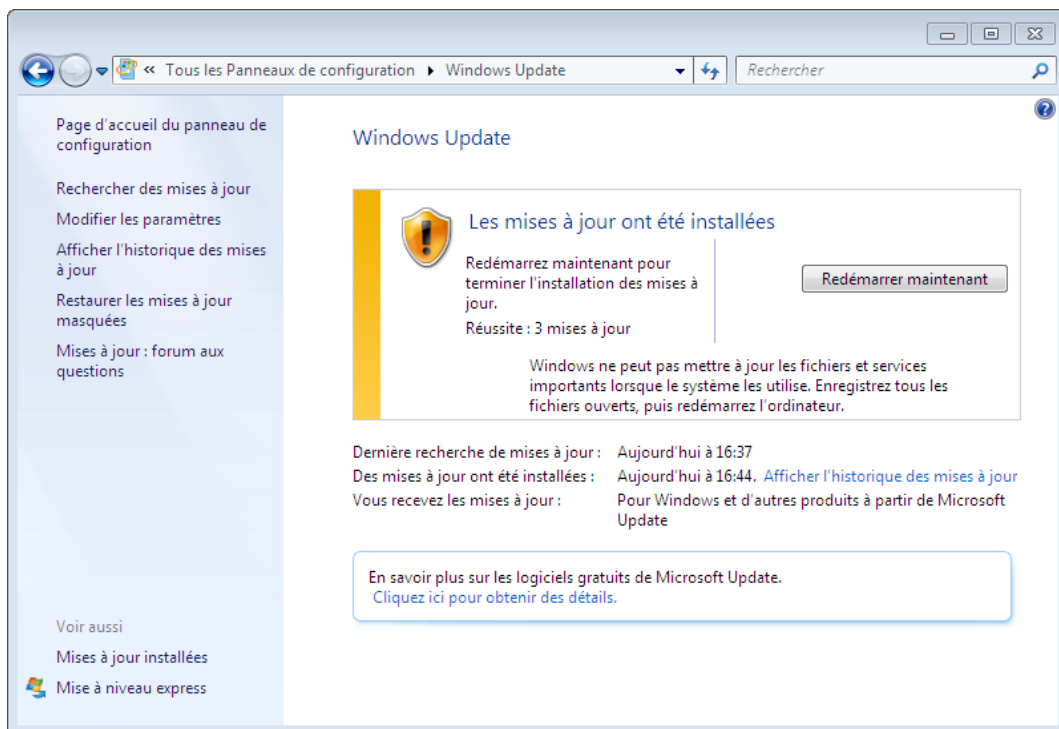 « Tous les Panneaux de configuration ▸ Windows Update
Rechercher
Page d'accueil du panneau de
configuration
Rechercher des mises à jour
Modifier les paramètres
Afficher l'historique des mises
à jour
Restaurer les mises à jour
masquées
Mises à jour : forum aux
questions
Voir aussi
Mises à jour installées
Mise à niveau express
Windows Update
Les mises à jour ont été installées
Redémarrez maintenant pour
terminer l'installation des mises à
jour.
Réussite : 3 mises à jour
Redémarrer maintenant
Windows ne peut pas mettre à jour les fichiers et services
importants lorsque le système les utilise. Enregistrez tous les
fichiers ouverts, puis redémarrez l'ordinateur.
Dernière recherche de mises à jour : Aujourd'hui à 16:37
Des mises à jour ont été installées : Aujourd'hui à 16:44. Afficher l'historique des mises à jour
Vous recevez les mises à jour : Pour Windows et d'autres produits à partir de Microsoft
Update
En savoir plus sur les logiciels gratuits de Microsoft Update.
Cliquez ici pour obtenir des détails.